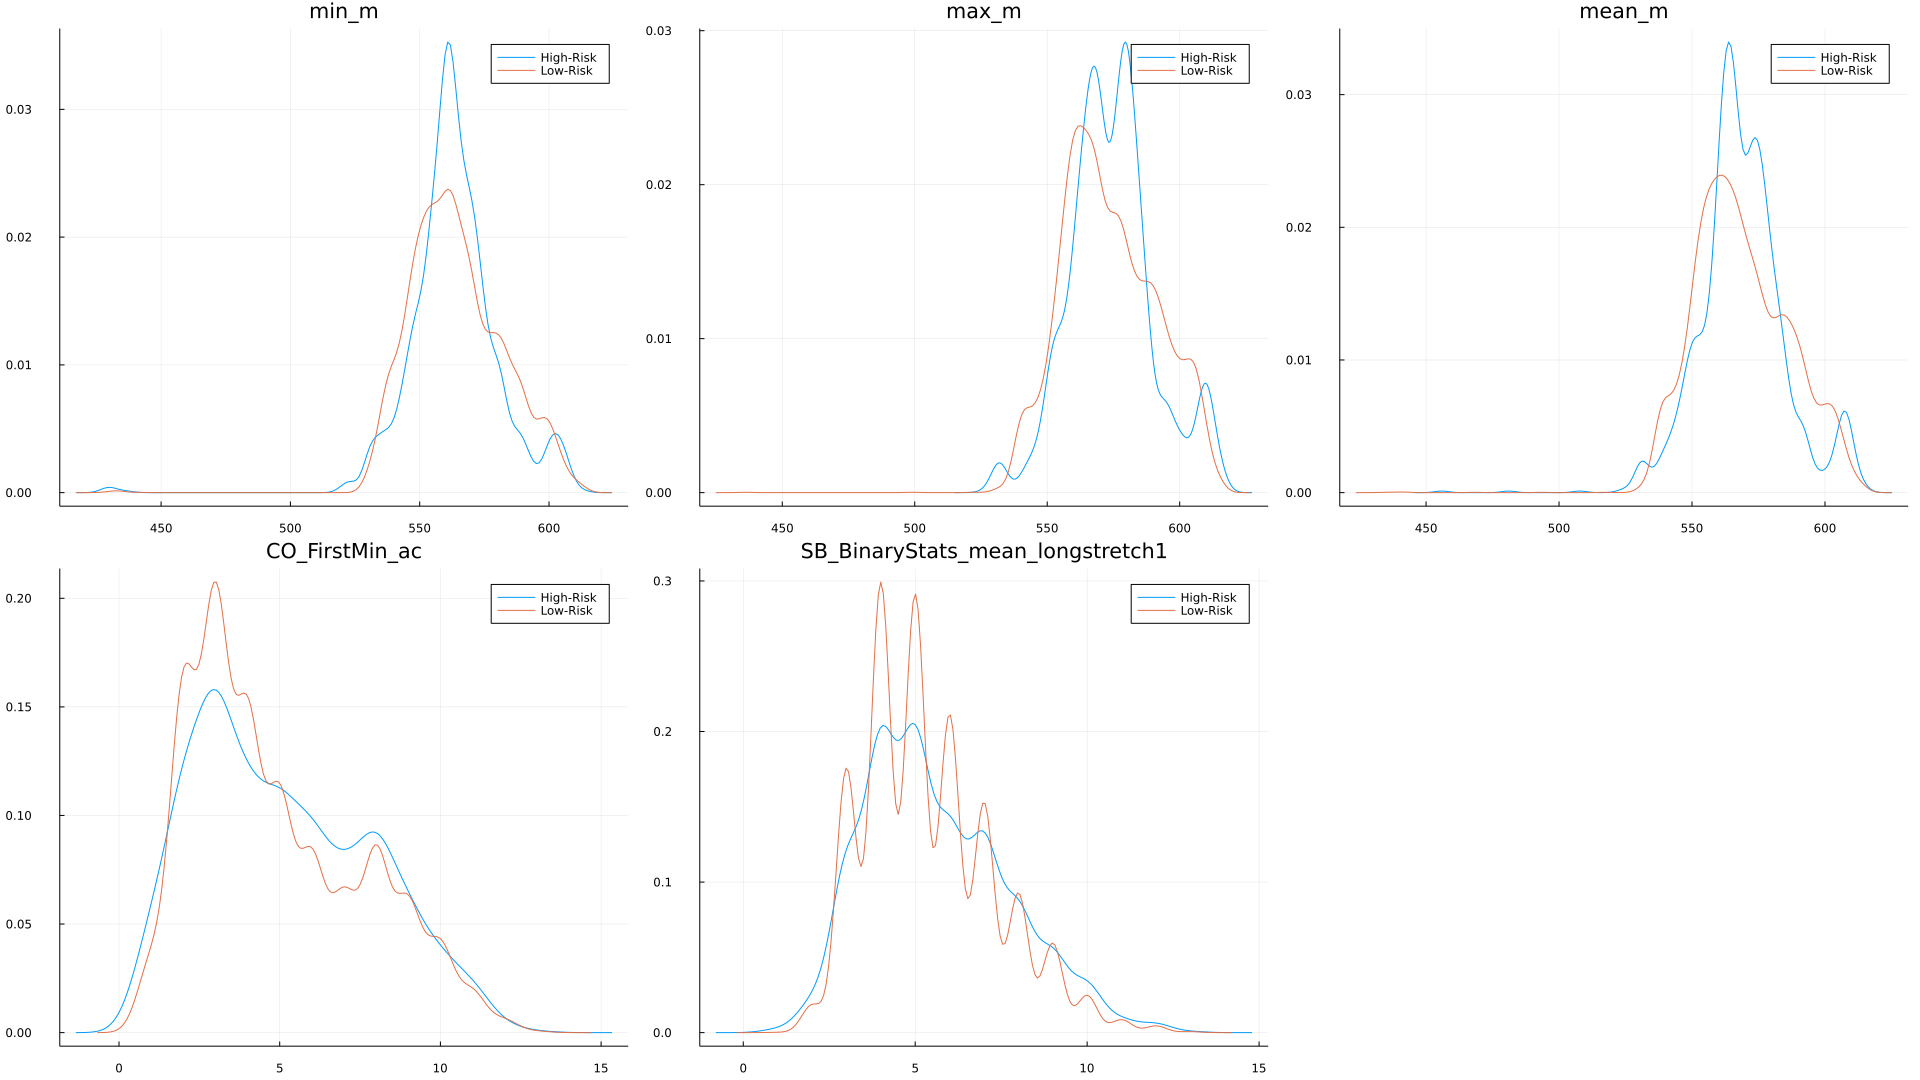 min_m
High-Risk
Low-Risk
0.03
0.02
0.01
0.00
450 500 550 600
max_m
High-Risk
Low-Risk
0.03
0.02
0.01
0.00
450 500 550 600
mean_m
High-Risk
Low-Risk
0.03
0.02
0.01
0.00
450 500 550 600
CO_FirstMin_ac
High-Risk
Low-Risk
0.20
0.15
0.10
0.05
0.00
0 5 10 15
SB_BinaryStats_mean_longstretch1
High-Risk
Low-Risk
0.3
0.2
0.1
0.0
0 5 10 15